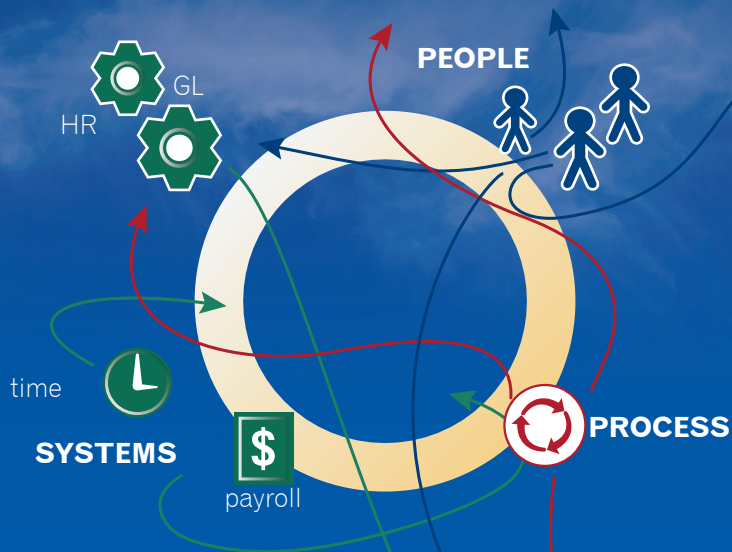 PEOPLE
GL
HR
time
SYSTEMS
$
payroll
PROCESS